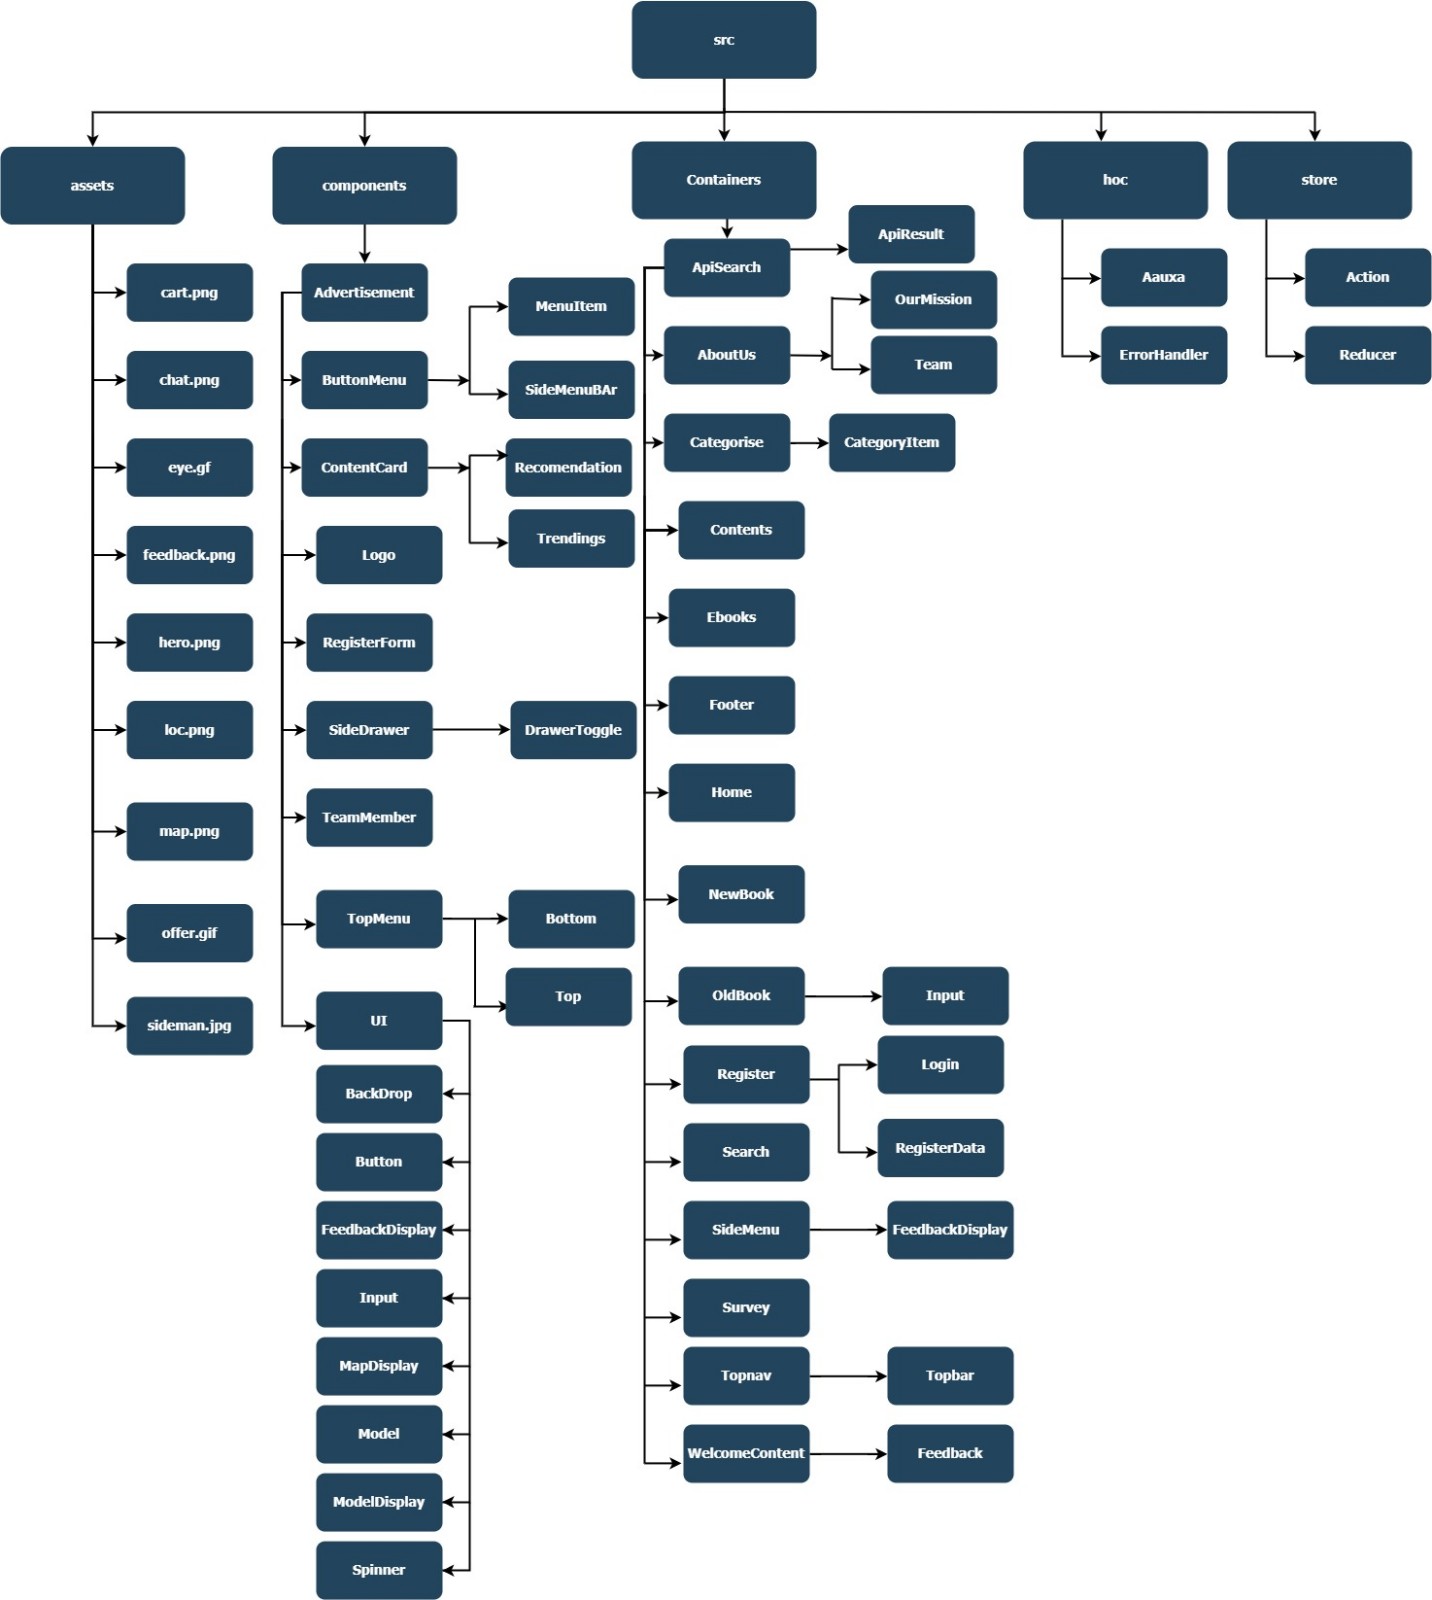 src
assets
components
Containers
hoc
store
cart.png
chat.png
eye.gf
feedback.png
hero.png
loc.png
map.png
offer.gif
sideman.jpg
Advertisement
ButtonMenu
MenuItem
SideMenuBAr
ContentCard
Recomendation
Trendings
Logo
RegisterForm
SideDrawer
DrawerToggle
TeamMember
TopMenu
Bottom
Top
UI
BackDrop
Button
FeedbackDisplay
Input
MapDisplay
Model
ModelDisplay
Spinner
ApiSearch
ApiResult
AboutUs
OurMission
Team
Categorise
CategoryItem
Contents
Ebooks
Footer
Home
NewBook
OldBook
Input
Register
Login
RegisterData
Search
SideMenu
FeedbackDisplay
Survey
Topnav
Topbar
WelcomeContent
Feedback
Aauxa
ErrorHandler
Action
Reducer